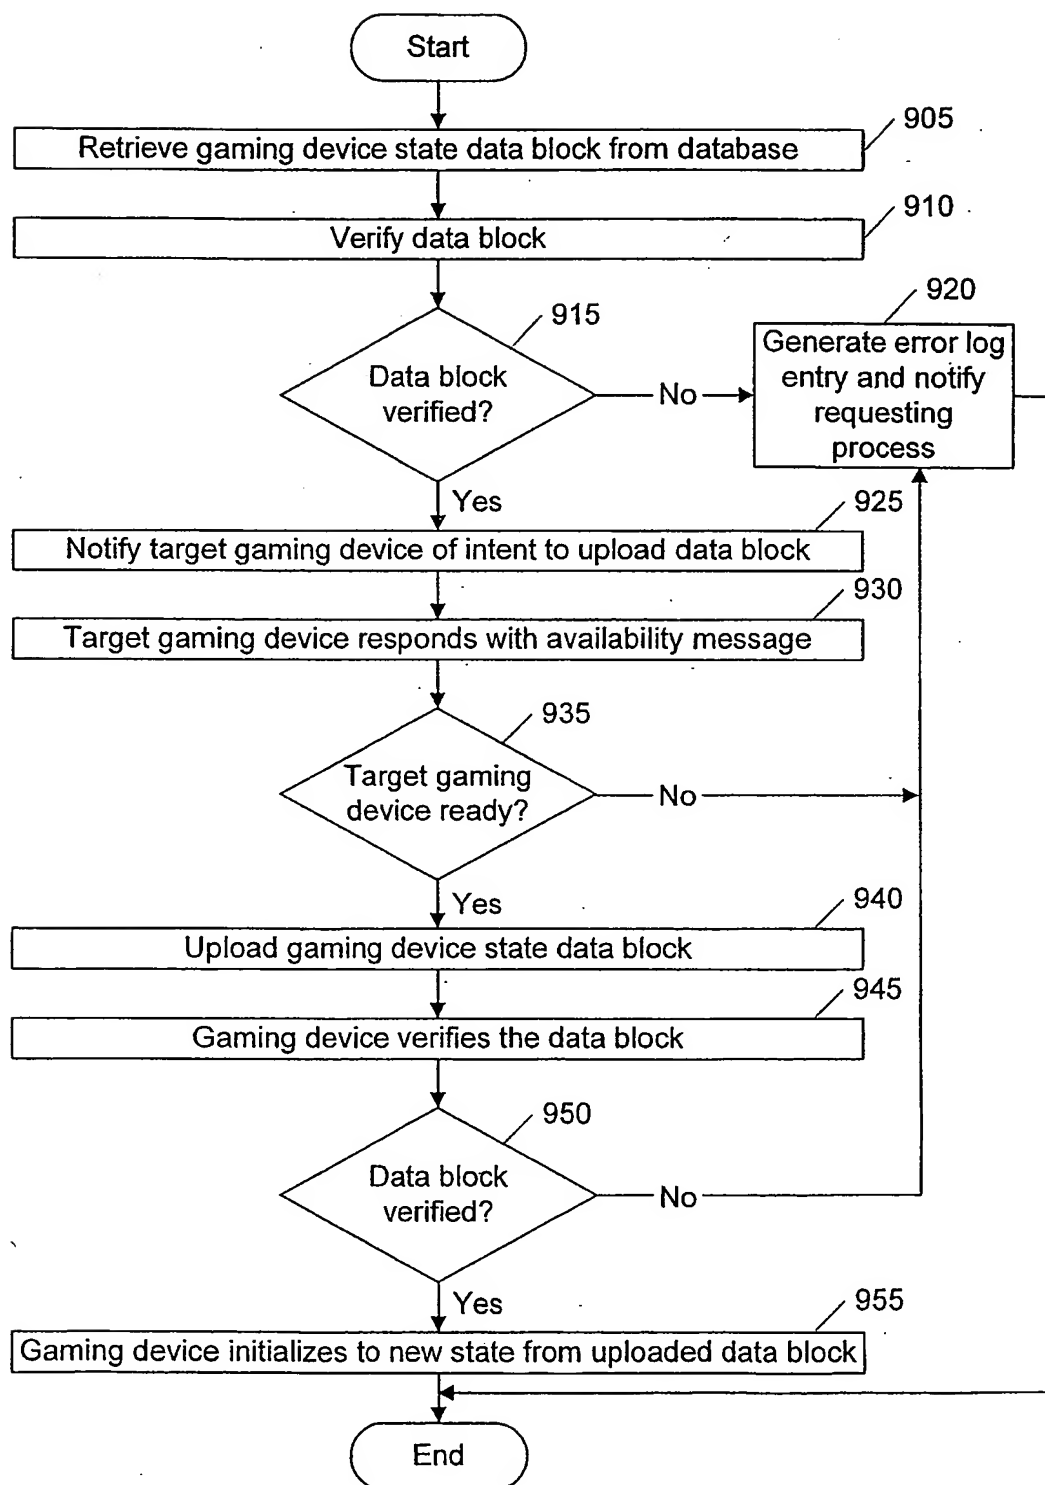 Start
905
Retrieve gaming device state data block from database
910
Verify data block
915
920
Data block
verified?
No
Generate error log
entry and notify
requesting
process
Yes
925
Notify target gaming device of intent to upload data block
930
Target gaming device responds with availability message
935
Target gaming
device ready?
No
Yes
940
Upload gaming device state data block
945
Gaming device verifies the data block
950
Data block
verified?
No
Yes
955
Gaming device initializes to new state from uploaded data block
End